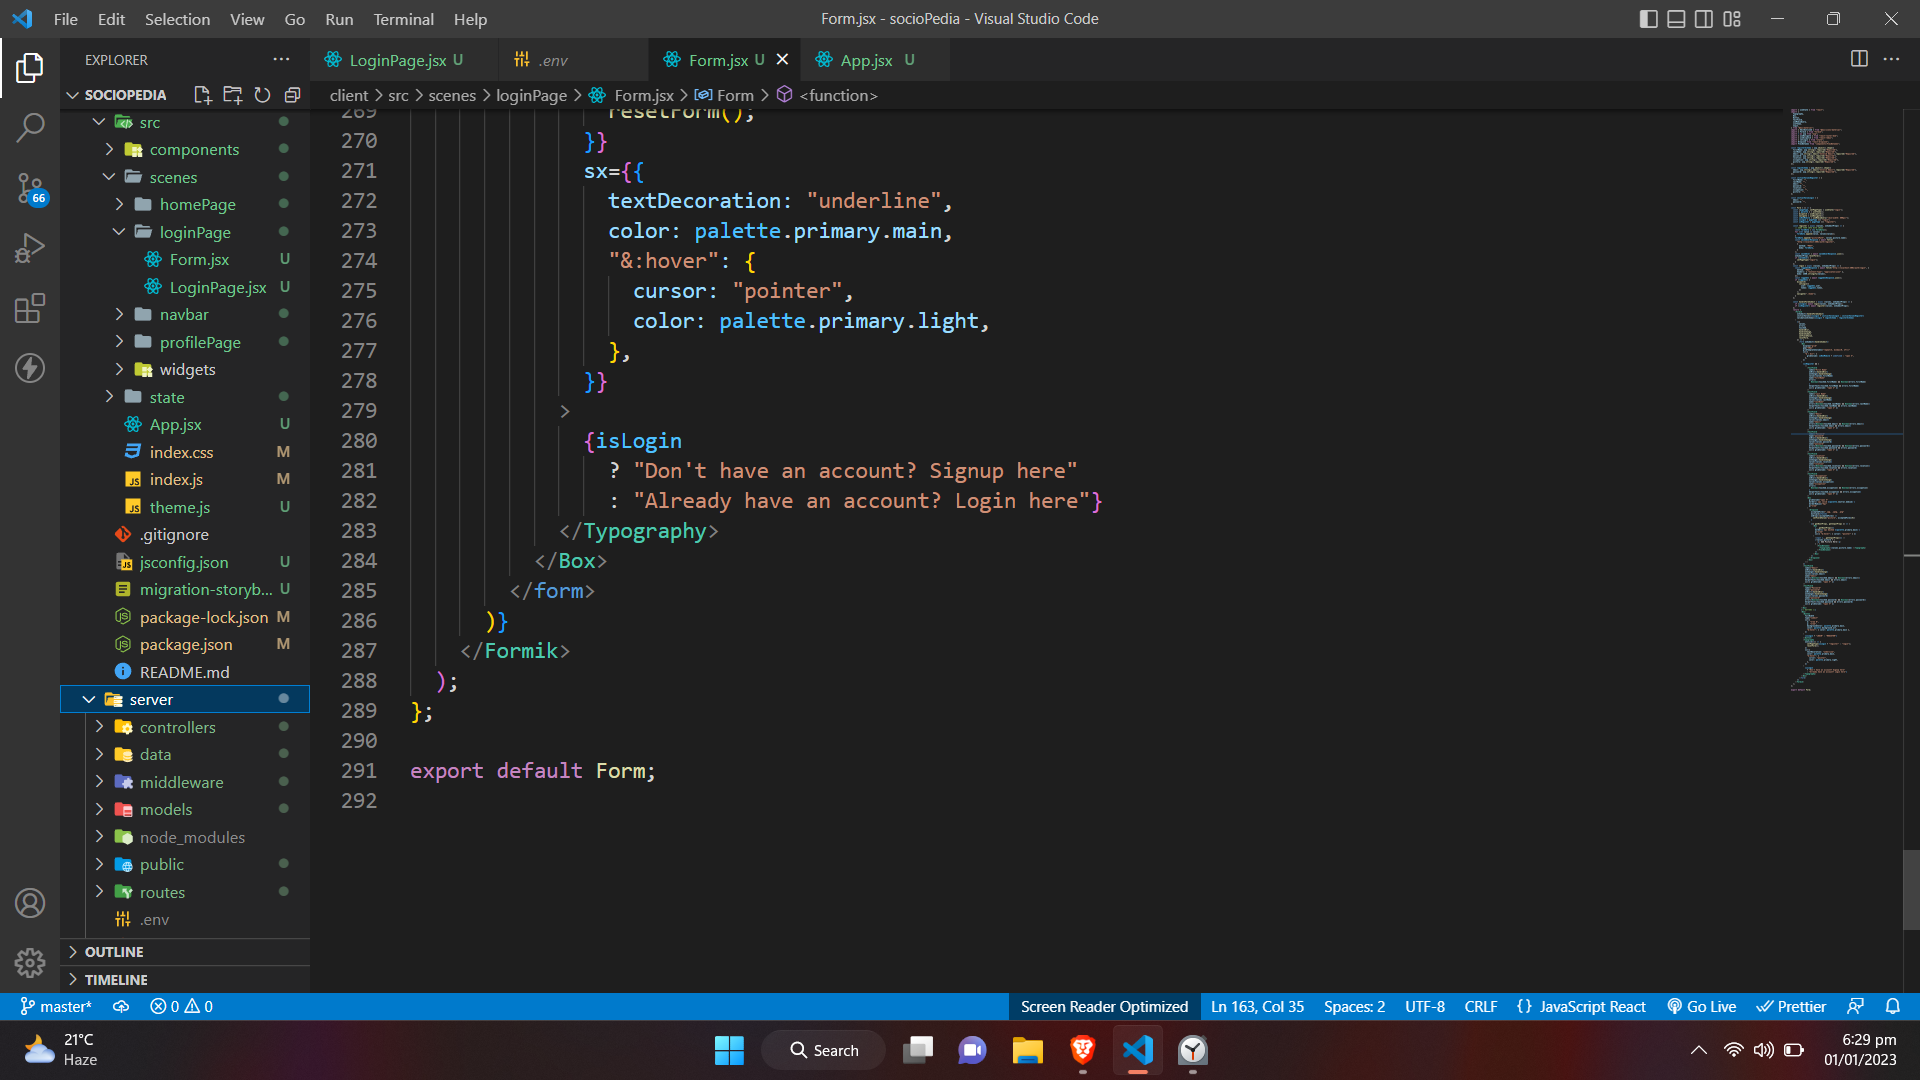 File Edit Selection View Go Run Terminal Help
Form.jsx - socioPedia - Visual Studio Code
EXPLORER
LoginPage.jsx U
.env
Form.jsx U
App.jsx U
SOCIOPEDIA
client > src > scenes > loginPage > Form.jsx > Form > <function>
src
components
scenes
homePage
loginPage
Form.jsx U
LoginPage.jsx U
navbar
profilePage
widgets
state
App.jsx U
index.css M
index.js M
theme.js U
.gitignore
jsconfig.json U
migration-storyb... U
package-lock.json M
package.json M
README.md
server
controllers
data
middleware
models
node_modules
public
routes
.env
OUTLINE
TIMELINE
66
269 resetForm();
270 }}
271 sx={{
272 textDecoration: "underline",
273 color: palette.primary.main,
274 "&:hover": {
275 cursor: "pointer",
276 color: palette.primary.light,
277 },
278 }}
279 >
280 {isLogin
281 ? "Don't have an account? Signup here"
282 : "Already have an account? Login here"}
283 </Typography>
284 </Box>
285 </form>
286 )}
287 </Formik>
288 );
289 };
290
291 export default Form;
292
master* 0 0
Screen Reader Optimized Ln 163, Col 35 Spaces: 2 UTF-8 CRLF {} JavaScript React Go Live Prettier
21°C
Haze
Search
6:29 pm
01/01/2023